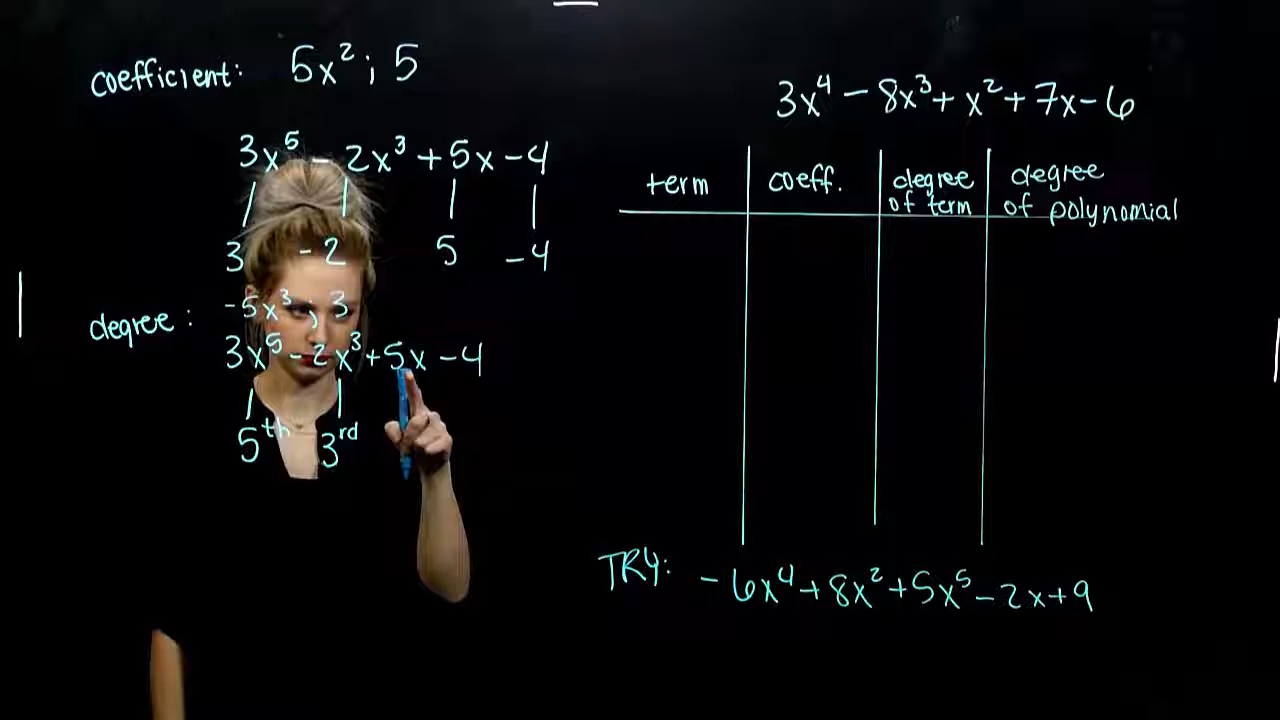 coefficient: 5x² ; 5
3x⁵ - 2x³ + 5x - 4
3 -2 5 -4
degree: -5x³ ; 3
3x⁵ - 2x³ + 5x - 4
5th 3rd
3x⁴ - 8x³ + x² + 7x - 6
term coeff. degree of term degree of polynomial
TRY: - 6x⁴ + 8x² + 5x⁵ - 2x + 9